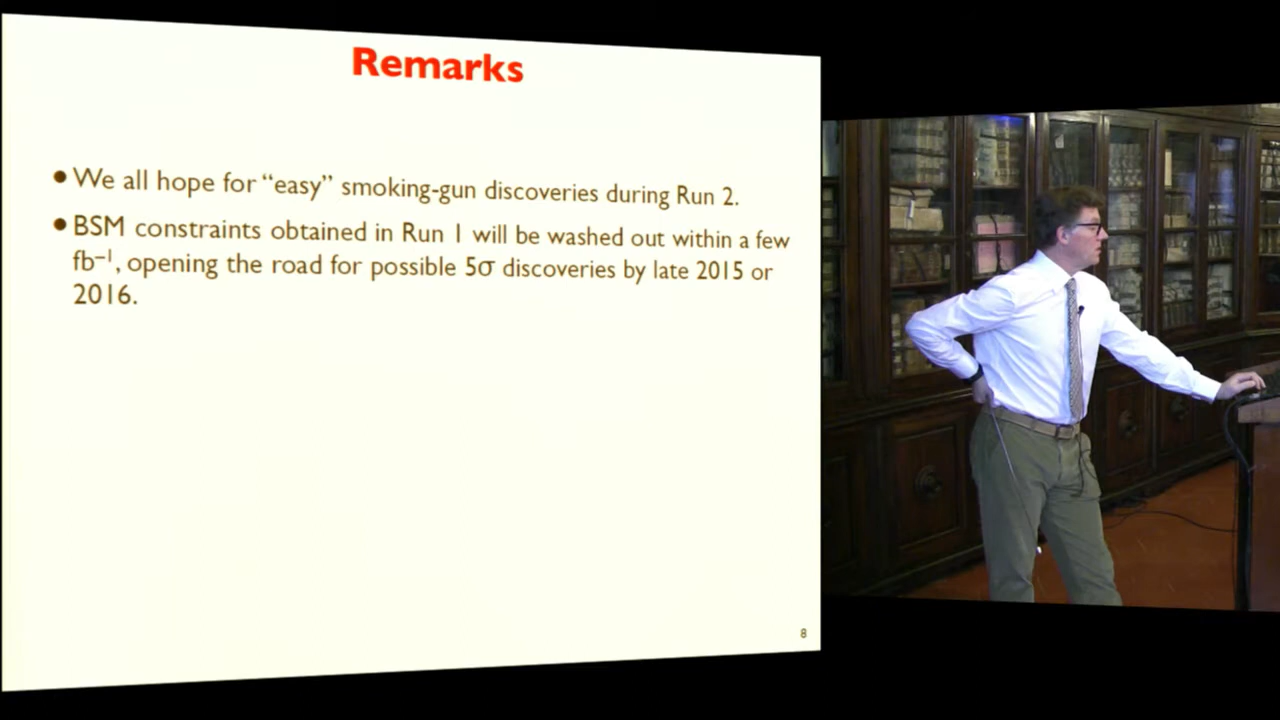 Remarks
• We all hope for “easy” smoking-gun discoveries during Run 2.
• BSM constraints obtained in Run 1 will be washed out within a few
fb⁻¹, opening the road for possible 5σ discoveries by late 2015 or
2016.
8